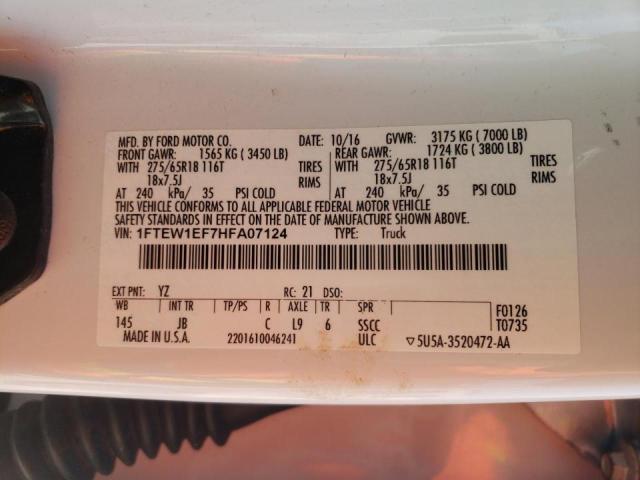 MFD. BY FORD MOTOR CO. DATE: 10/16 GVWR: 3175 KG ( 7000 LB)
FRONT GAWR: 1565 KG ( 3450 LB) REAR GAWR: 1724 KG ( 3800 LB)
WITH 275/65R18 116T TIRES WITH 275/65R18 116T TIRES
18x7.5J RIMS 18x7.5J RIMS
AT 240 kPa/ 35 PSI COLD AT 240 kPa/ 35 PSI COLD
THIS VEHICLE CONFORMS TO ALL APPLICABLE FEDERAL MOTOR VEHICLE
SAFETY STANDARDS IN EFFECT ON THE DATE OF MANUFACTURE SHOWN ABOVE.
VIN: 1FTEW1EF7HFA07124 TYPE: Truck
EXT PNT: YZ RC: 21 DSO:
WB INT TR TP/PS R AXLE TR SPR F0126
145 JB C L9 6 SSCC T0735
MADE IN U.S.A. 2201610046241 ULC ▽5U5A-3520472-AA